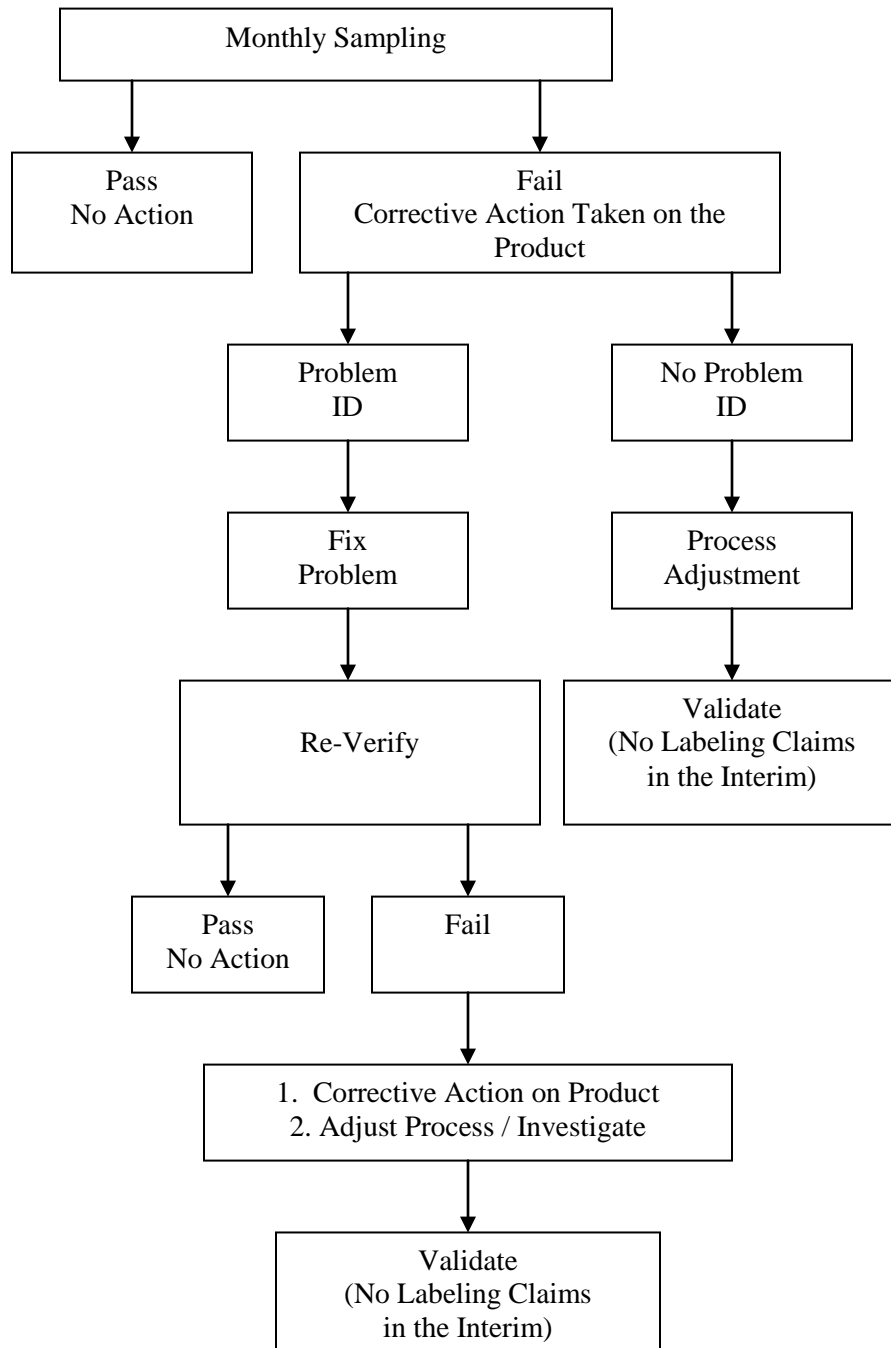 Monthly Sampling
Pass
No Action
Fail
Corrective Action Taken on the
Product
Problem
ID
No Problem
ID
Fix
Problem
Process
Adjustment
Re-Verify
Validate
(No Labeling Claims
in the Interim)
Pass
No Action
Fail
1. Corrective Action on Product
2. Adjust Process / Investigate
Validate
(No Labeling Claims
in the Interim)